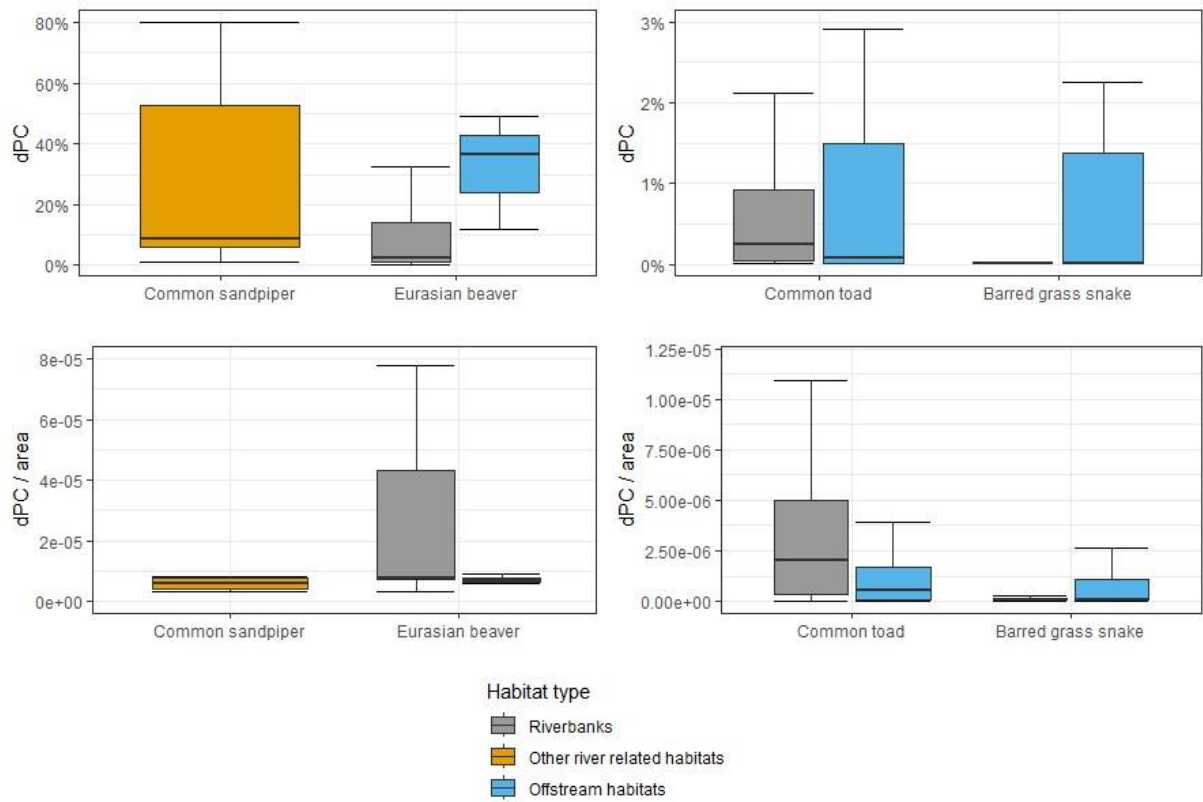 dPC
80%
60%
40%
20%
0%
Common sandpiper
Eurasian beaver
dPC
3%
2%
1%
0%
Common toad
Barred grass snake
dPC / area
8e-05
6e-05
4e-05
2e-05
0e+00
Common sandpiper
Eurasian beaver
dPC / area
1.25e-05
1.00e-05
7.50e-06
5.00e-06
2.50e-06
0.00e+00
Common toad
Barred grass snake
Habitat type
Riverbanks
Other river related habitats
Offstream habitats